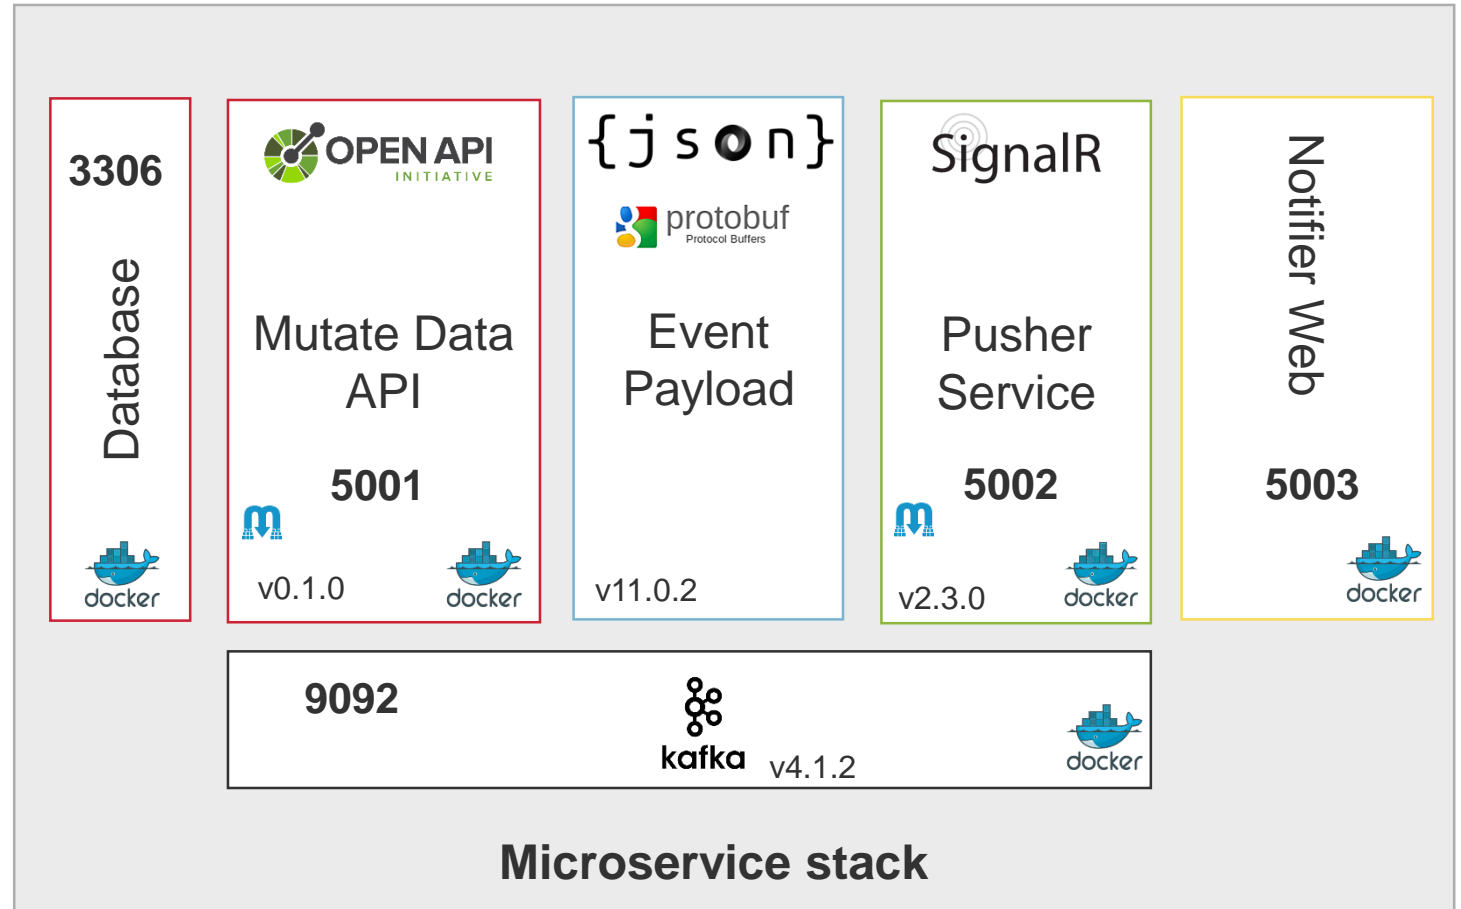 3306
Database
docker
OPEN API
INITIATIVE
Mutate Data
API
5001
v0.1.0
docker
{json}
protobuf
Protocol Buffers
Event
Payload
v11.0.2
SignalR
Pusher
Service
5002
v2.3.0
docker
Notifier Web
5003
docker
9092
kafka
v4.1.2
docker
Microservice stack